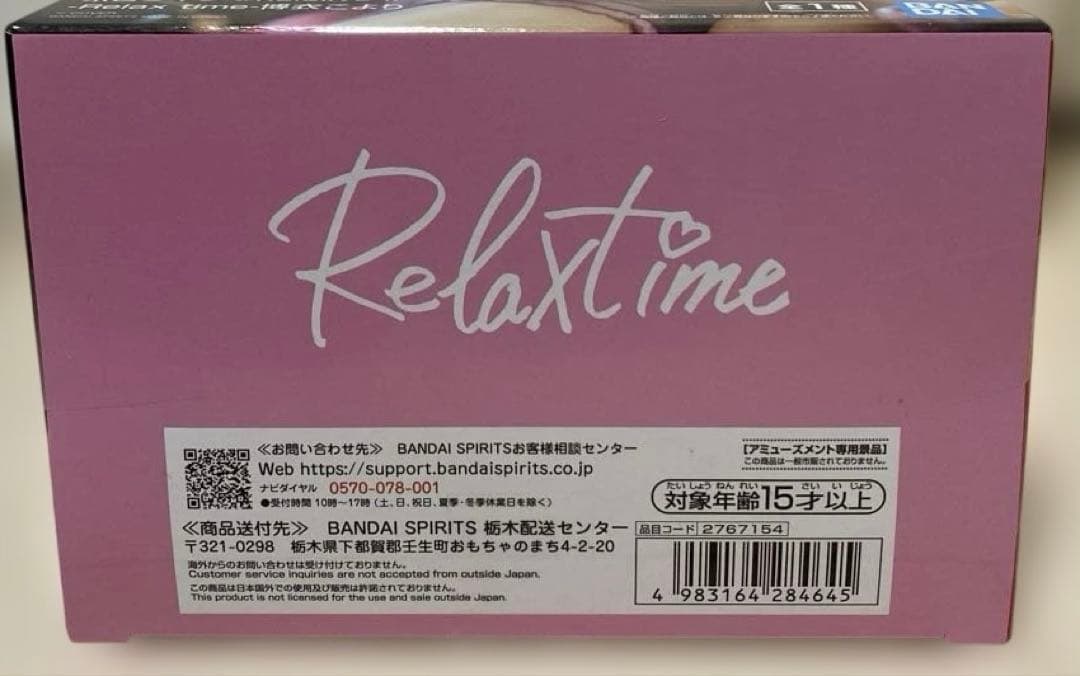 -Relax time-
全1種
BANDAI
Relax time
≪お問い合わせ先≫ BANDAI SPIRITSお客様相談センター
Web https://support.bandaispirits.co.jp
ナビダイヤル 0570-078-001
●受付時間 10時~17時(土、日、祝日、夏季・冬季休業日を除く)
≪商品送付先≫ BANDAI SPIRITS 栃木配送センター
〒321-0298 栃木県下都賀郡壬生町おもちゃのまち4-2-20
海外からのお問い合わせは受け付けておりません。
Customer service inquiries are not accepted from outside Japan.
この商品は日本国外での使用及び販売は許諾されておりません。
This product is not licensed for the use and sale outside Japan.
【アミューズメント専用景品】
この商品は一般市販されておりません。
たいしょうねんれい さい いじょう
対象年齢15才以上
品目コード 2767154
4 983164 284645